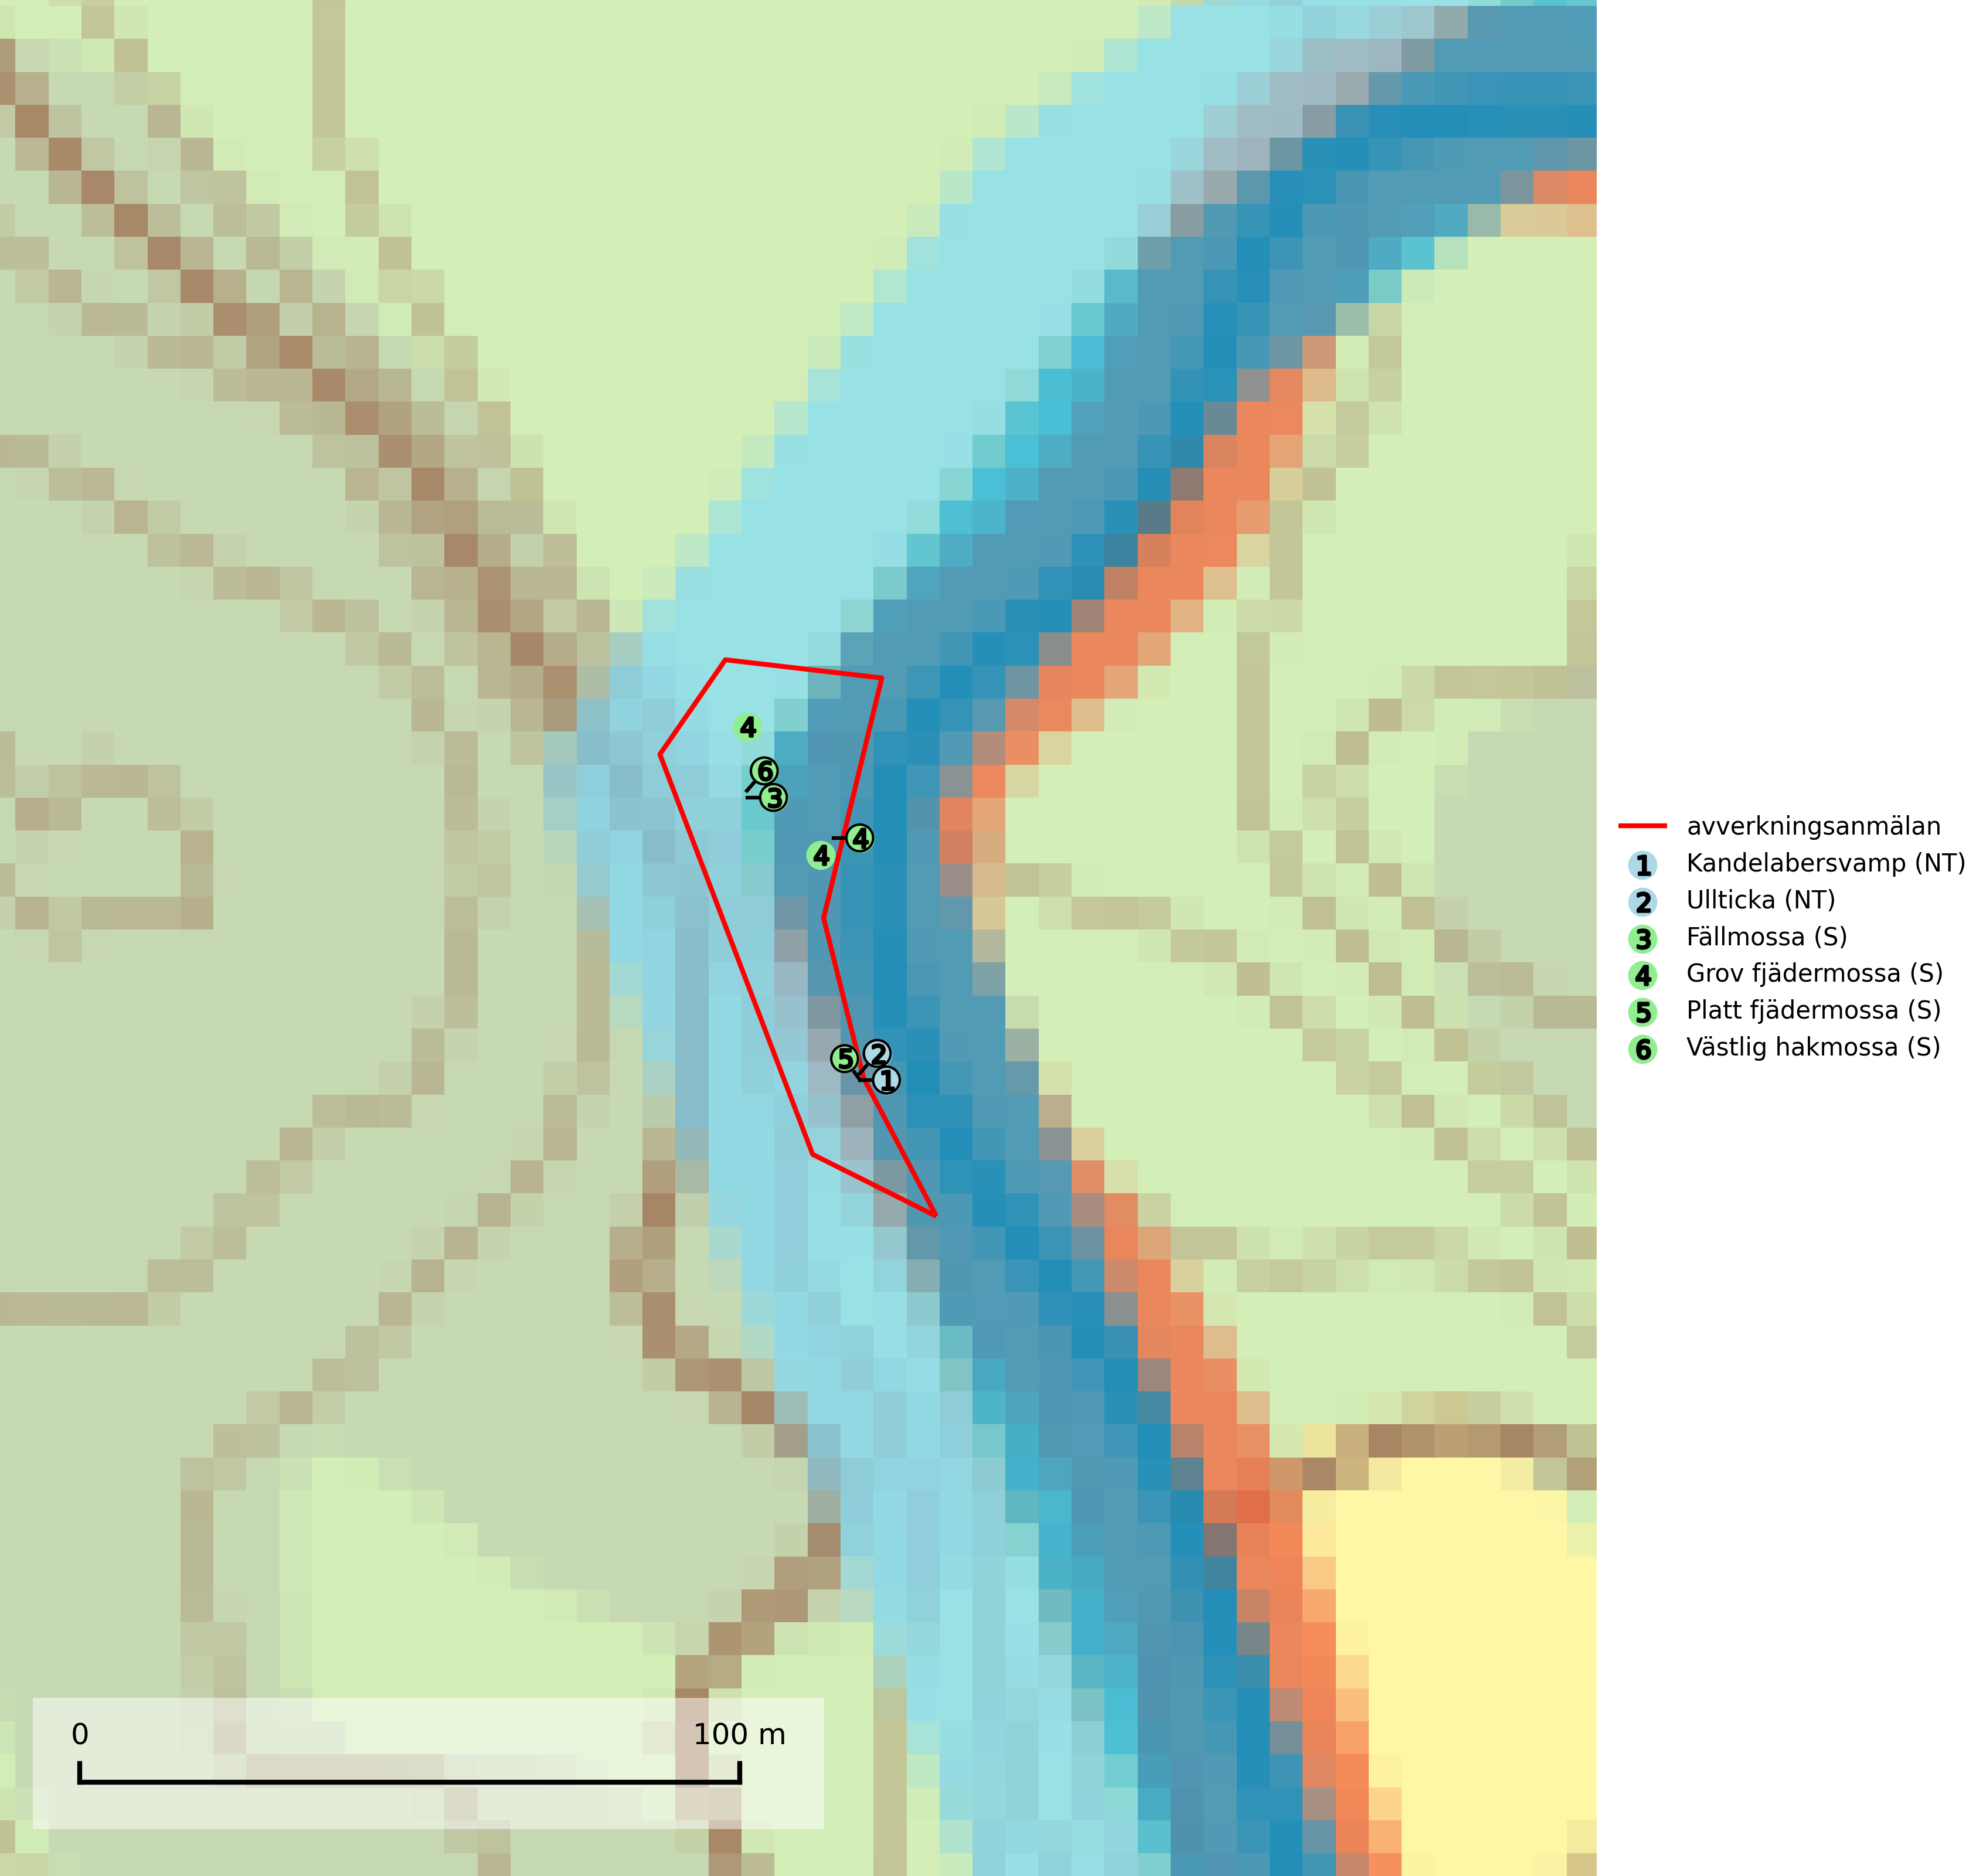 4
6
3
4
4
5 2
1
avverkningsanmälan
1 Kandelabersvamp (NT)
2 Ullticka (NT)
3 Fällmossa (S)
4 Grov fjädermossa (S)
5 Platt fjädermossa (S)
6 Västlig hakmossa (S)
0 100 m